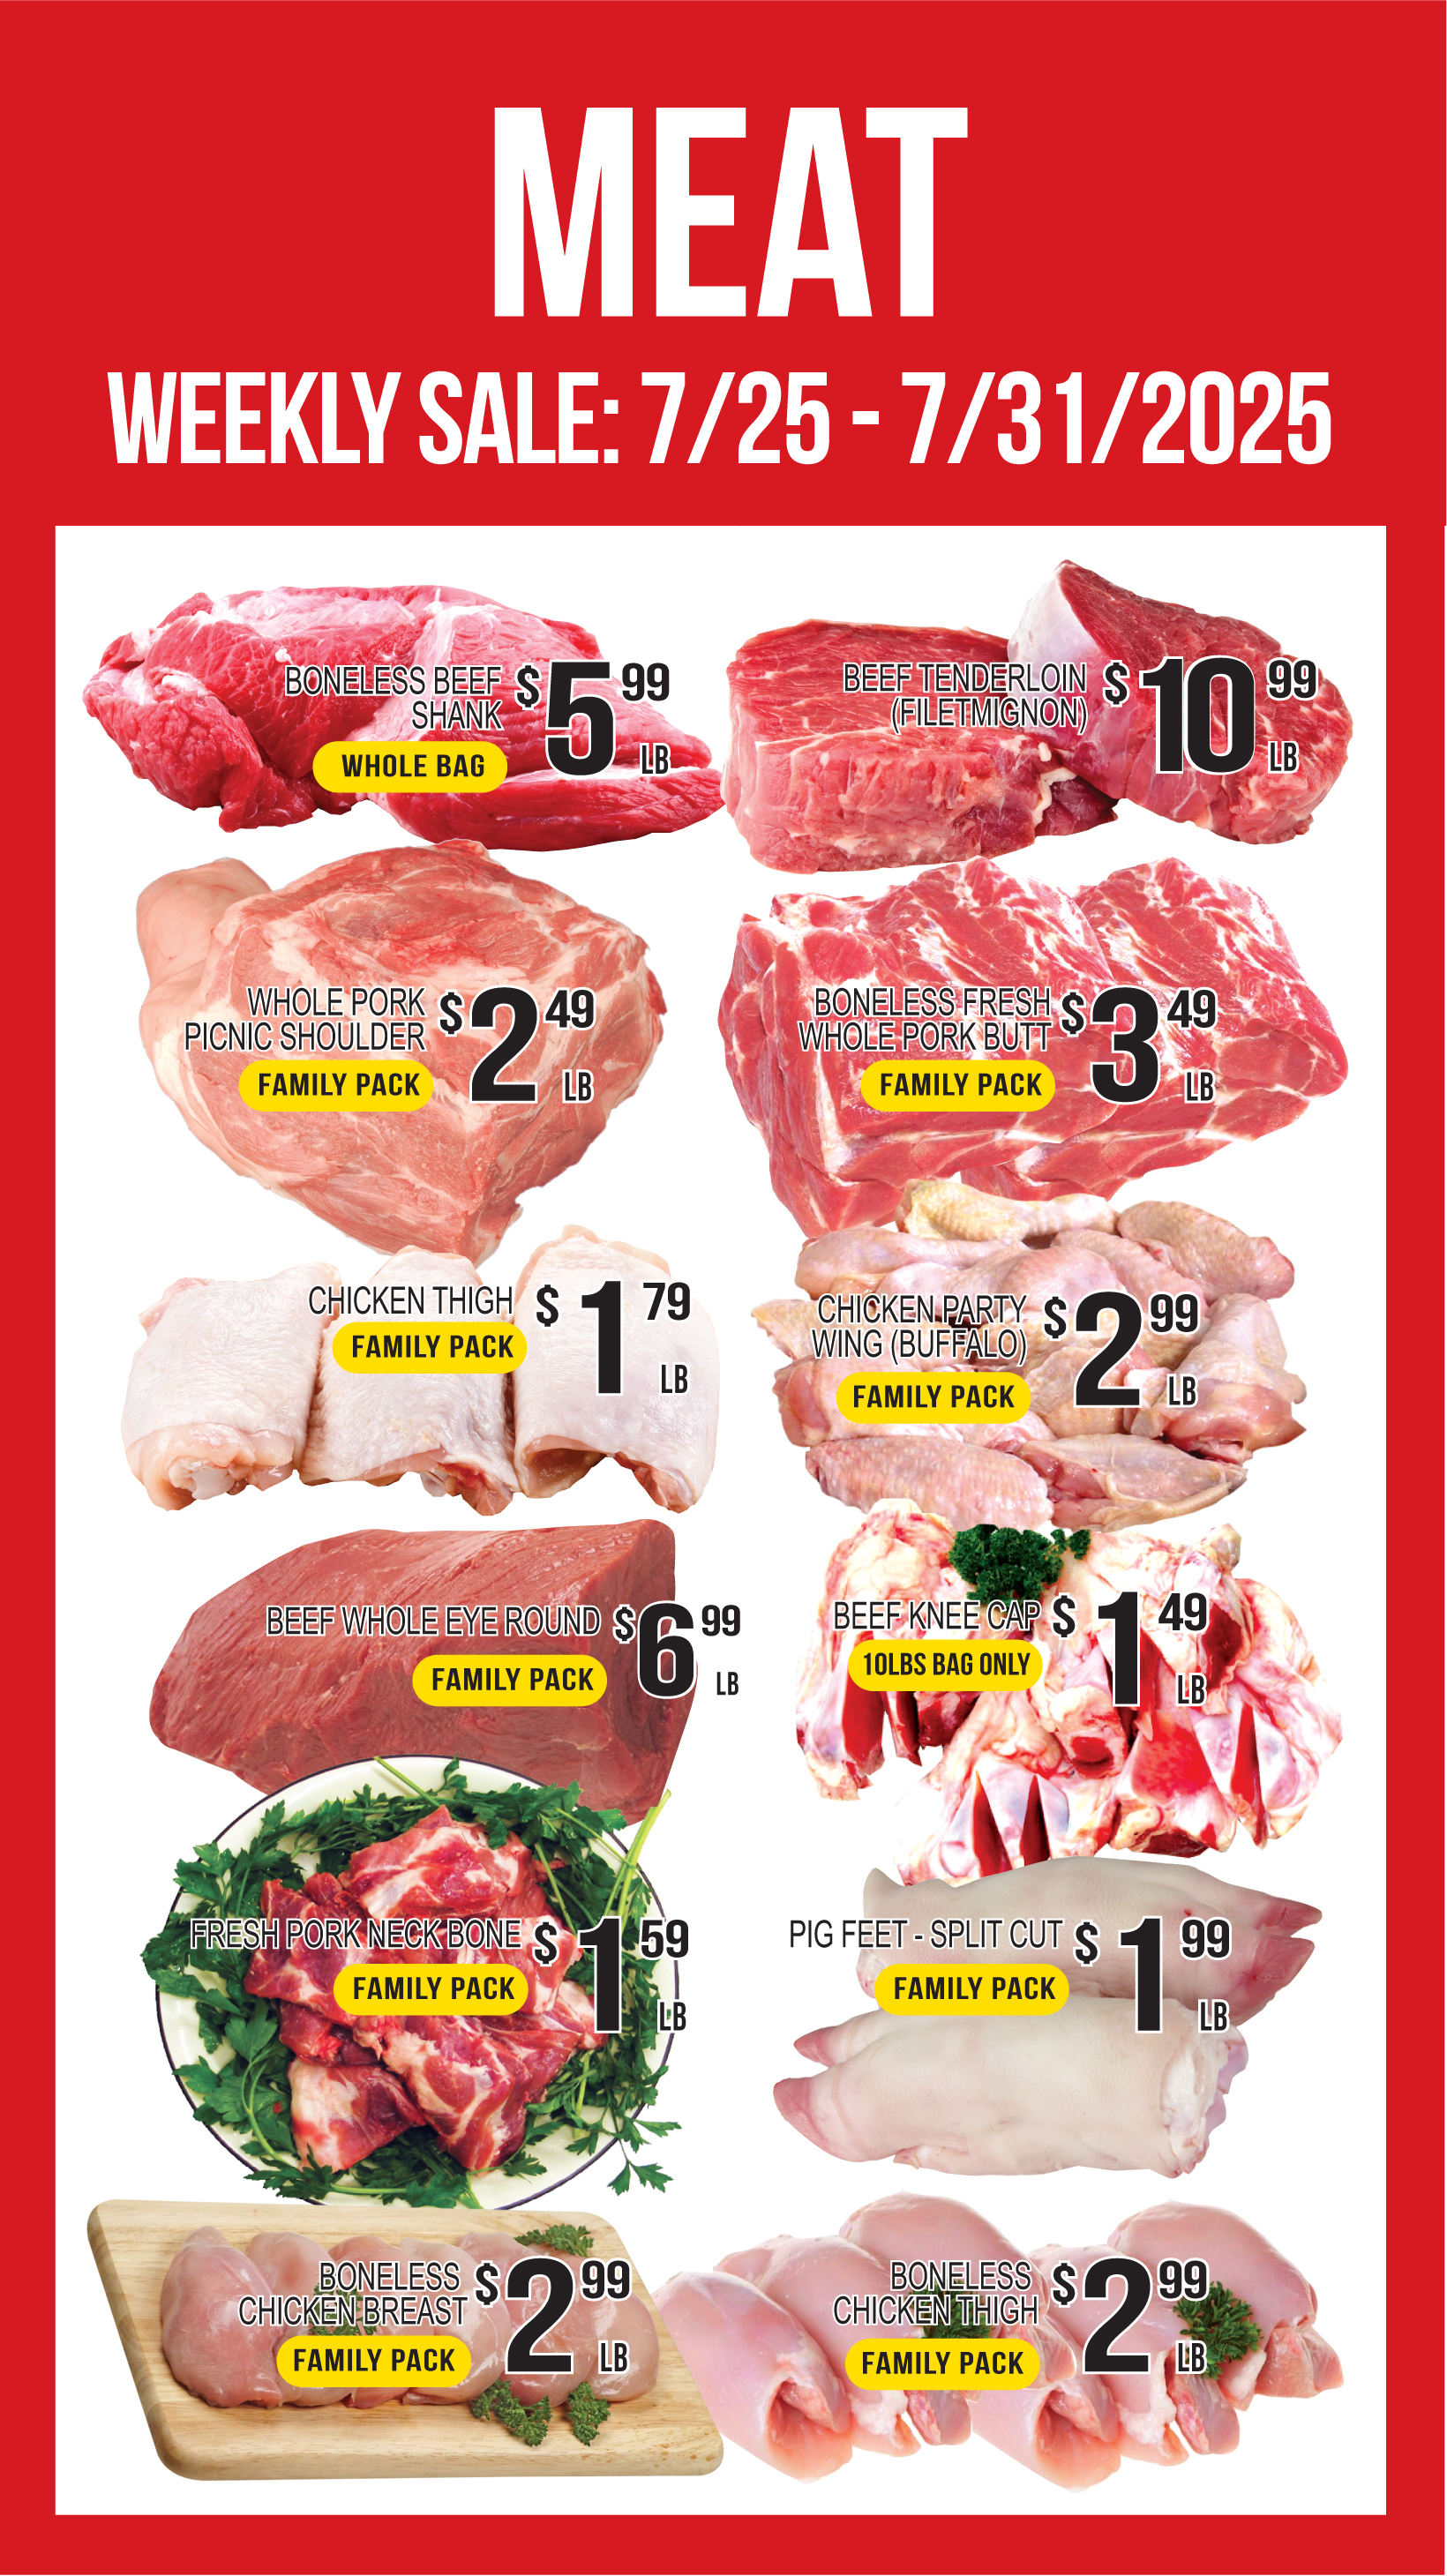 MEAT
WEEKLY SALE: 7/25 - 7/31/2025
BONELESS BEEF
SHANK
WHOLE BAG
$5 99
LB
BEEF TENDERLOIN
(FILETMIGNON)
$10 99
LB
WHOLE PORK
PICNIC SHOULDER
FAMILY PACK
$2 49
LB
BONELESS FRESH
WHOLE PORK BUTT
FAMILY PACK
$3 49
LB
CHICKEN THIGH
FAMILY PACK
$1 79
LB
CHICKEN PARTY
WING (BUFFALO)
FAMILY PACK
$2 99
LB
BEEF WHOLE EYE ROUND
FAMILY PACK
$6 99
LB
BEEF KNEE CAP
10LBS BAG ONLY
$1 49
LB
FRESH PORK NECK BONE
FAMILY PACK
$1 59
LB
PIG FEET - SPLIT CUT
FAMILY PACK
$1 99
LB
BONELESS
CHICKEN BREAST
FAMILY PACK
$2 99
LB
BONELESS
CHICKEN THIGH
FAMILY PACK
$2 99
LB